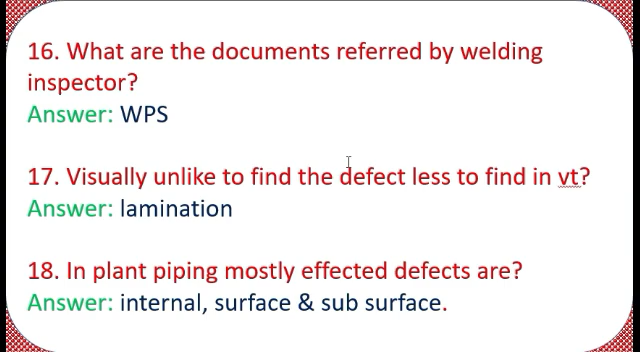 16. What are the documents referred by welding
inspector?
Answer: WPS
17. Visually unlike to find the defect less to find in vt?
Answer: lamination
18. In plant piping mostly effected defects are?
Answer: internal, surface & sub surface.